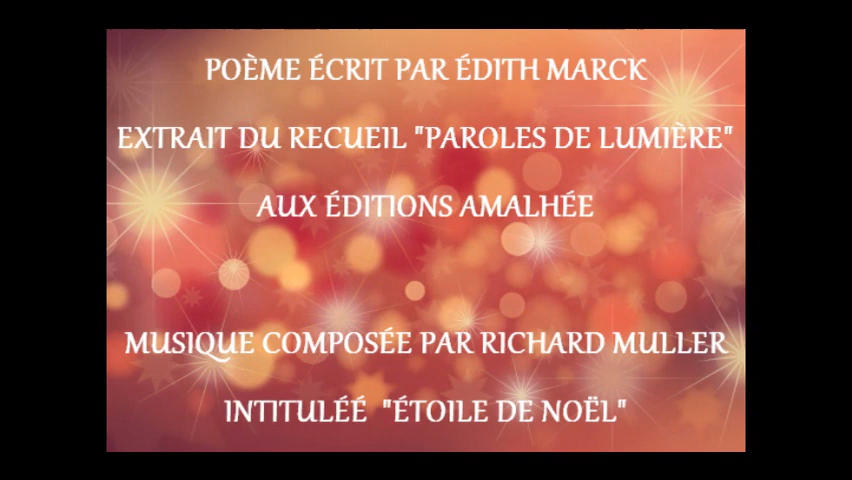 POÈME ÉCRIT PAR ÉDITH MARCK
EXTRAIT DU RECUEIL "PAROLES DE LUMIÈRE"
AUX ÉDITIONS AMALHÉE
MUSIQUE COMPOSÉE PAR RICHARD MULLER
INTITULÉÉ "ÉTOILE DE NOËL"